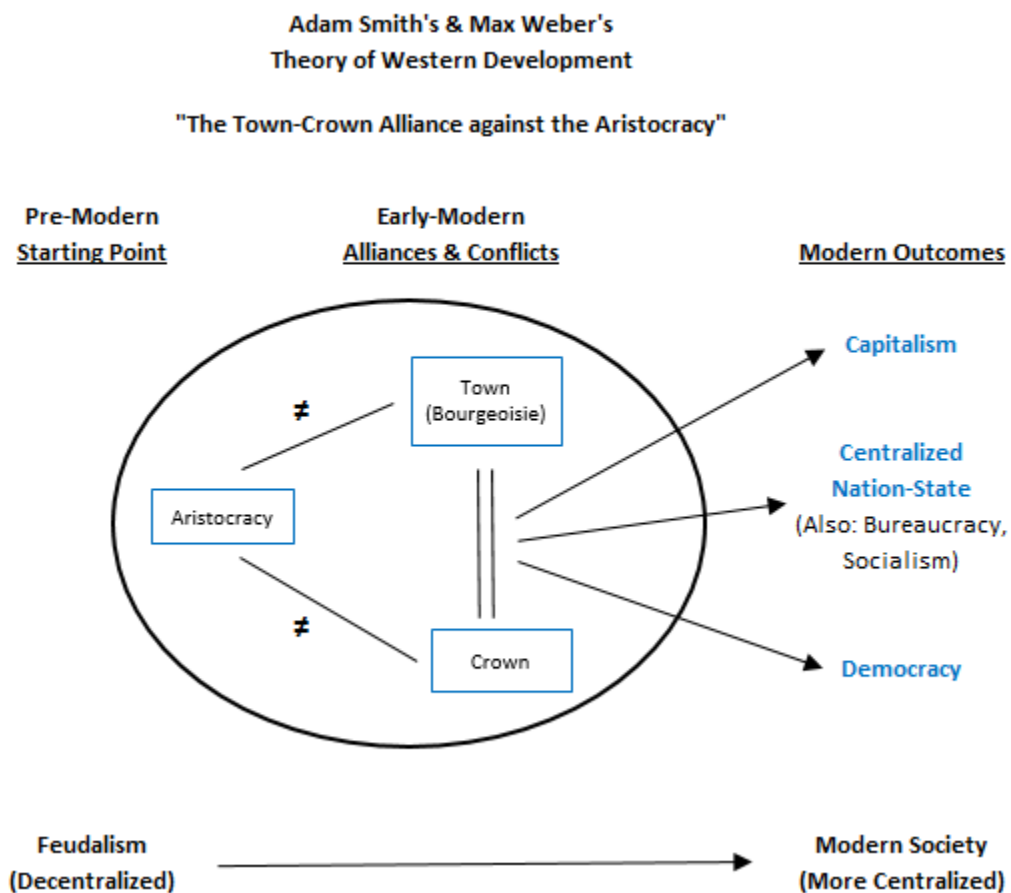 Adam Smith's & Max Weber's
Theory of Western Development
"The Town-Crown Alliance against the Aristocracy"
Pre-Modern
Starting Point
Early-Modern
Alliances & Conflicts
Modern Outcomes
Capitalism
≠
Town
(Bourgeoisie)
Centralized
Nation-State
(Also: Bureaucracy,
Socialism)
Aristocracy
≠
Crown
Democracy
Feudalism
(Decentralized)
Modern Society
(More Centralized)